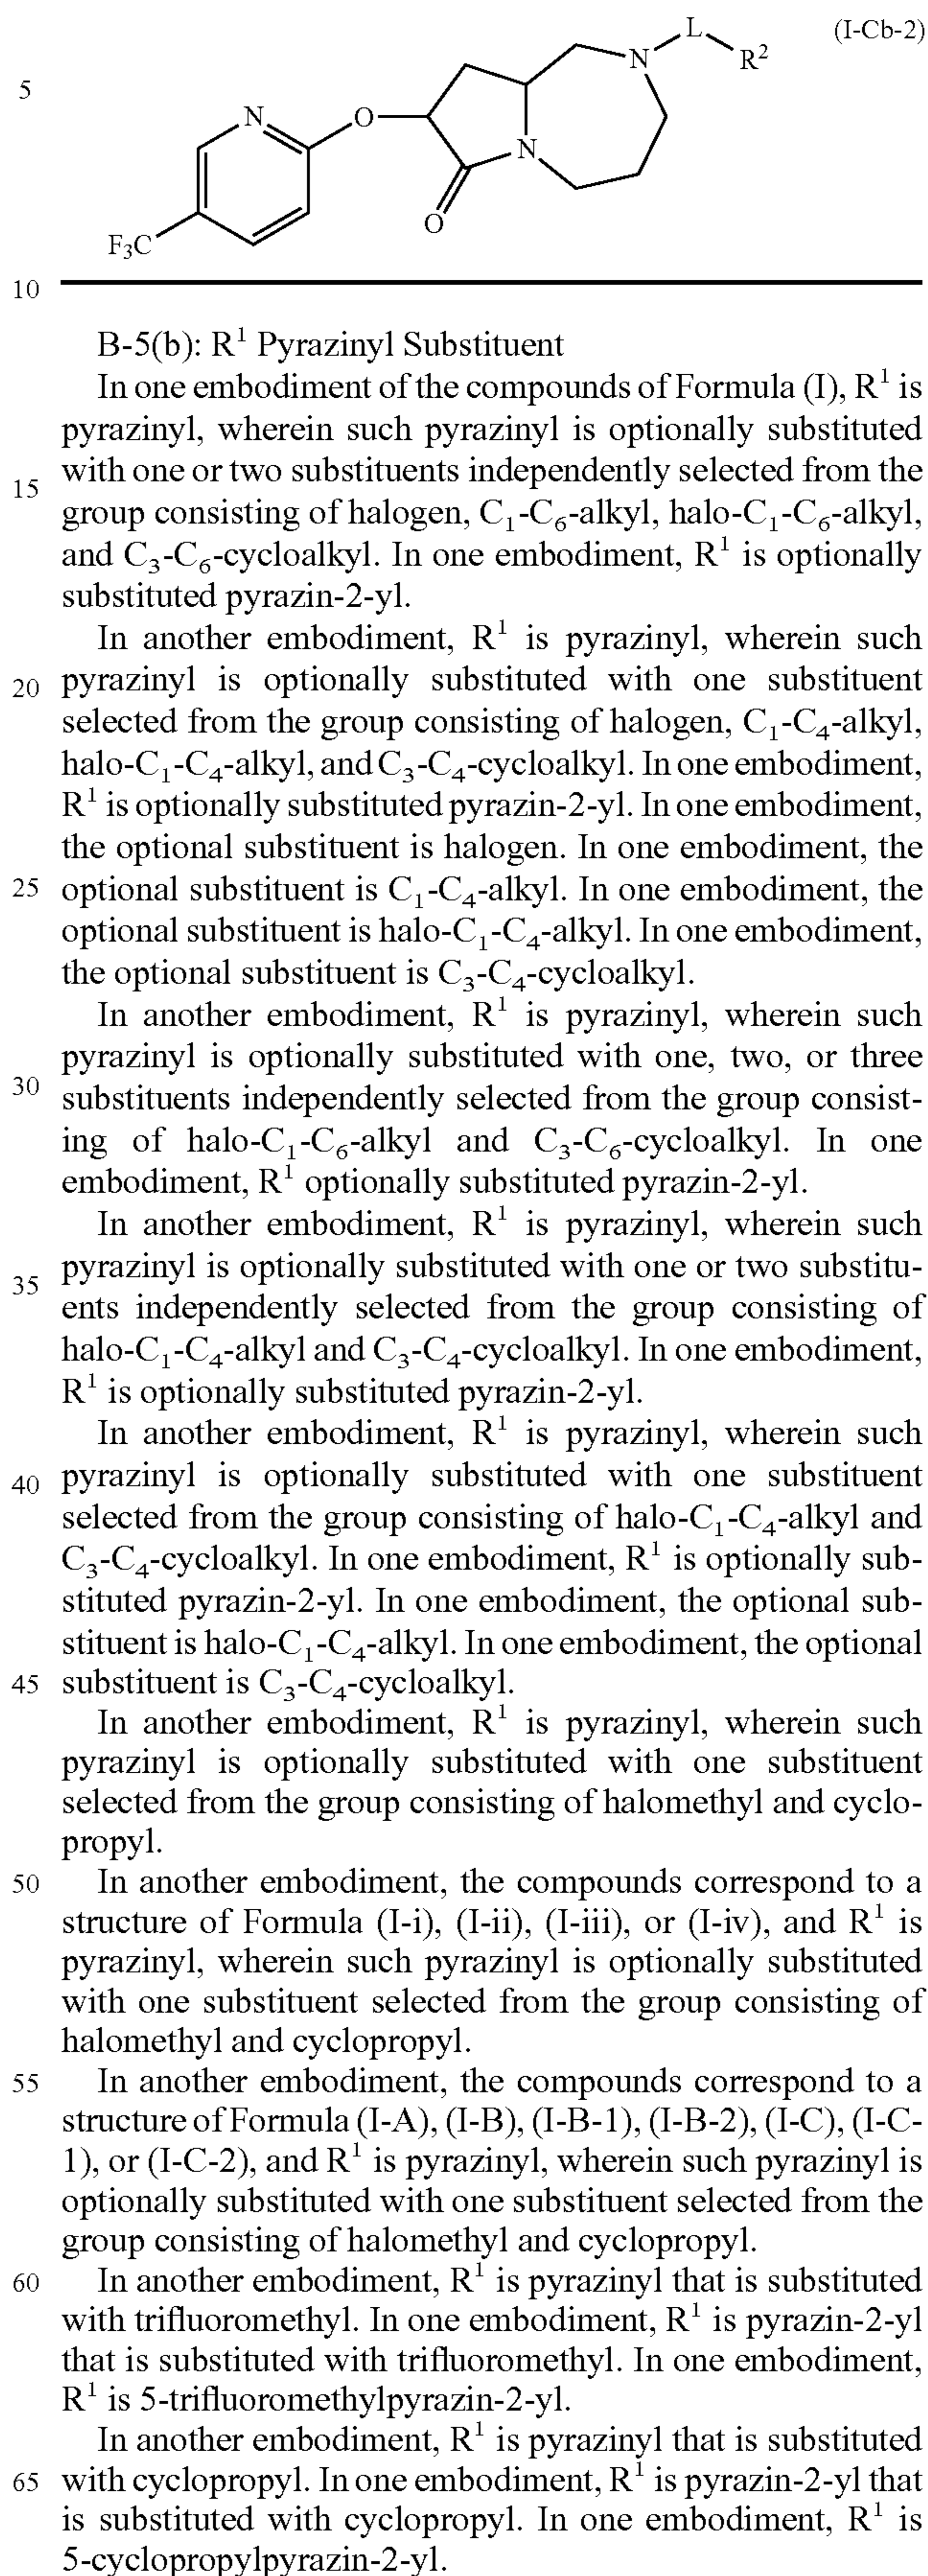 (I-Cb-2)
L
N
R²
5
N
O
N
O
F₃C
10
B-5(b): R¹ Pyrazinyl Substituent
In one embodiment of the compounds of Formula (I), R¹ is
pyrazinyl, wherein such pyrazinyl is optionally substituted
15 with one or two substituents independently selected from the
group consisting of halogen, C₁-C₆-alkyl, halo-C₁-C₆-alkyl,
and C₃-C₆-cycloalkyl. In one embodiment, R¹ is optionally
substituted pyrazin-2-yl.
In another embodiment, R¹ is pyrazinyl, wherein such
20 pyrazinyl is optionally substituted with one substituent
selected from the group consisting of halogen, C₁-C₄-alkyl,
halo-C₁-C₄-alkyl, and C₃-C₄-cycloalkyl. In one embodiment,
R¹ is optionally substituted pyrazin-2-yl. In one embodiment,
the optional substituent is halogen. In one embodiment, the
25 optional substituent is C₁-C₄-alkyl. In one embodiment, the
optional substituent is halo-C₁-C₄-alkyl. In one embodiment,
the optional substituent is C₃-C₄-cycloalkyl.
In another embodiment, R¹ is pyrazinyl, wherein such
pyrazinyl is optionally substituted with one, two, or three
30 substituents independently selected from the group consist-
ing of halo-C₁-C₆-alkyl and C₃-C₆-cycloalkyl. In one
embodiment, R¹ optionally substituted pyrazin-2-yl.
In another embodiment, R¹ is pyrazinyl, wherein such
35 pyrazinyl is optionally substituted with one or two substitu-
ents independently selected from the group consisting of
halo-C₁-C₄-alkyl and C₃-C₄-cycloalkyl. In one embodiment,
R¹ is optionally substituted pyrazin-2-yl.
In another embodiment, R¹ is pyrazinyl, wherein such
40 pyrazinyl is optionally substituted with one substituent
selected from the group consisting of halo-C₁-C₄-alkyl and
C₃-C₄-cycloalkyl. In one embodiment, R¹ is optionally sub-
stituted pyrazin-2-yl. In one embodiment, the optional sub-
stituent is halo-C₁-C₄-alkyl. In one embodiment, the optional
45 substituent is C₃-C₄-cycloalkyl.
In another embodiment, R¹ is pyrazinyl, wherein such
pyrazinyl is optionally substituted with one substituent
selected from the group consisting of halomethyl and cyclo-
propyl.
50 In another embodiment, the compounds correspond to a
structure of Formula (I-i), (I-ii), (I-iii), or (I-iv), and R¹ is
pyrazinyl, wherein such pyrazinyl is optionally substituted
with one substituent selected from the group consisting of
halomethyl and cyclopropyl.
55 In another embodiment, the compounds correspond to a
structure of Formula (I-A), (I-B), (I-B-1), (I-B-2), (I-C), (I-C-
1), or (I-C-2), and R¹ is pyrazinyl, wherein such pyrazinyl is
optionally substituted with one substituent selected from the
group consisting of halomethyl and cyclopropyl.
60 In another embodiment, R¹ is pyrazinyl that is substituted
with trifluoromethyl. In one embodiment, R¹ is pyrazin-2-yl
that is substituted with trifluoromethyl. In one embodiment,
R¹ is 5-trifluoromethylpyrazin-2-yl.
In another embodiment, R¹ is pyrazinyl that is substituted
65 with cyclopropyl. In one embodiment, R¹ is pyrazin-2-yl that
is substituted with cyclopropyl. In one embodiment, R¹ is
5-cyclopropylpyrazin-2-yl.